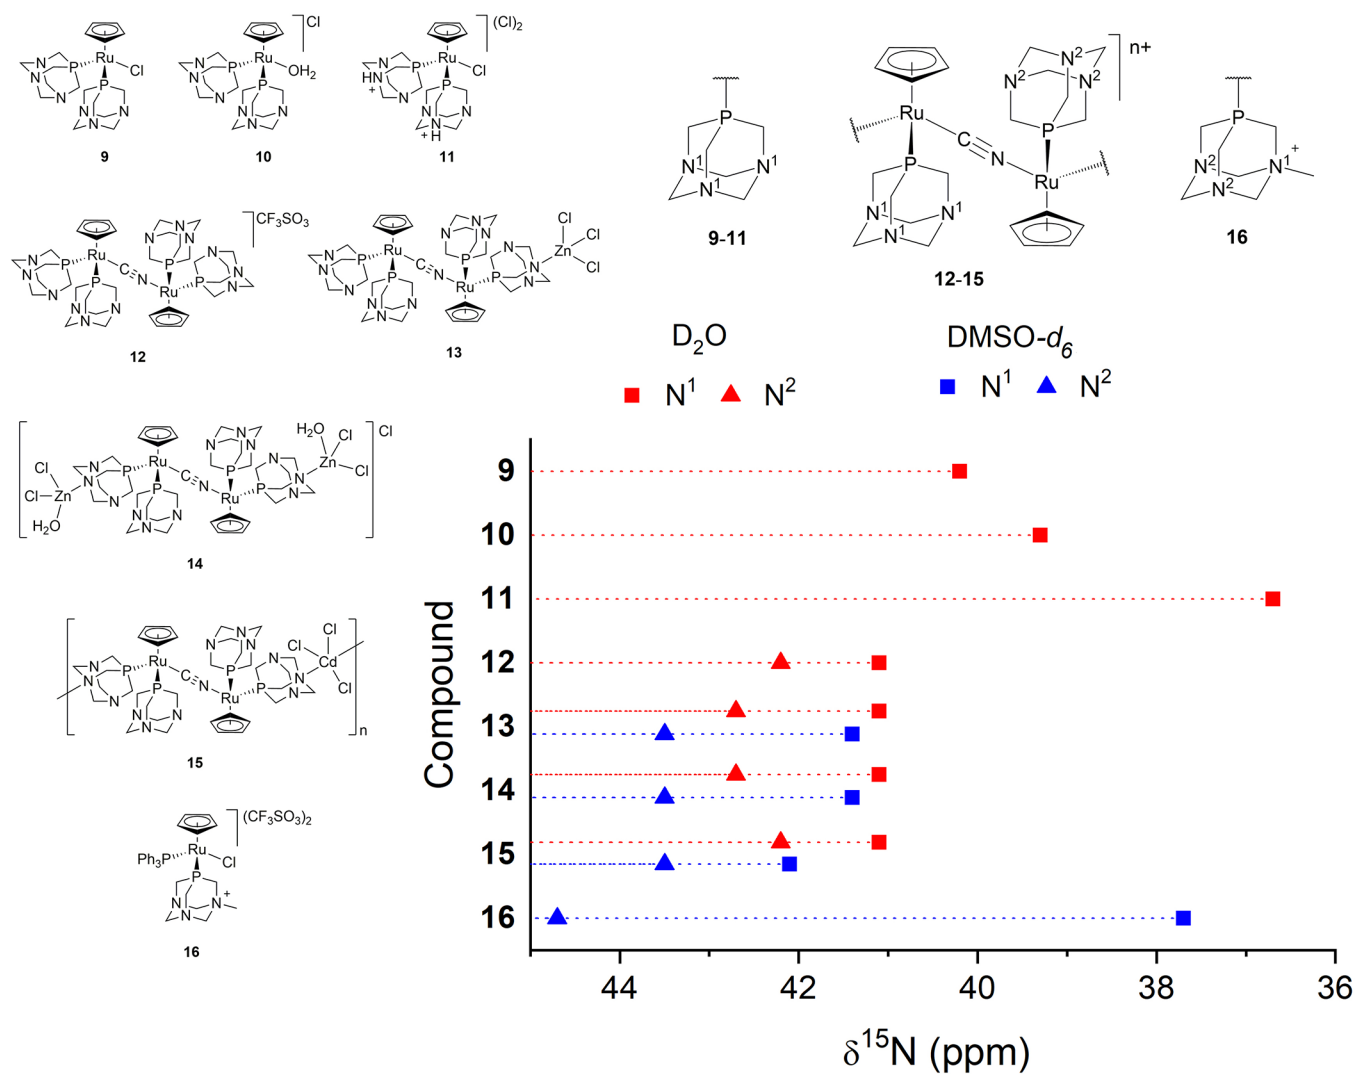 Ru
P
Cl
N
N
N
P
N
N
N
9
Cl
Ru
P
OH2
N
N
N
P
N
N
N
10
(Cl)2
Ru
P
Cl
N
HN
+
N
P
N
N
N
+ H
11
CF3SO3
Ru
P
C
N
Ru
P
P
P
N
N
N
N
N
N
N
N
N
N
N
N
12
Ru
P
C
N
Ru
P
P
P
N
N
N
N
N
N
N
N
N
N
N
N
Cl
Zn
Cl
Cl
13
Cl
Cl
Cl
Zn
H2O
Ru
P
C
N
Ru
P
P
P
N
N
N
N
N
N
N
N
N
N
N
N
H2O
Cl
Zn
Cl
14
Ru
P
C
N
Ru
P
P
P
N
N
N
N
N
N
N
N
N
N
N
N
Cl
Cl
Cd
Cl
n
15
(CF3SO3)2
Ru
Ph3P
Cl
P
N
N
N
+
16
P
N1
N1
N1
9-11
n+
Ru
C
N
Ru
P
N1
N1
N1
P
N2
N2
N2
12-15
P
N2
N2
N1
+
16
D2O
N1
N2
DMSO-d6
N1
N2
Compound
9
10
11
12
13
14
15
16
44
42
40
38
36
δ15N (ppm)